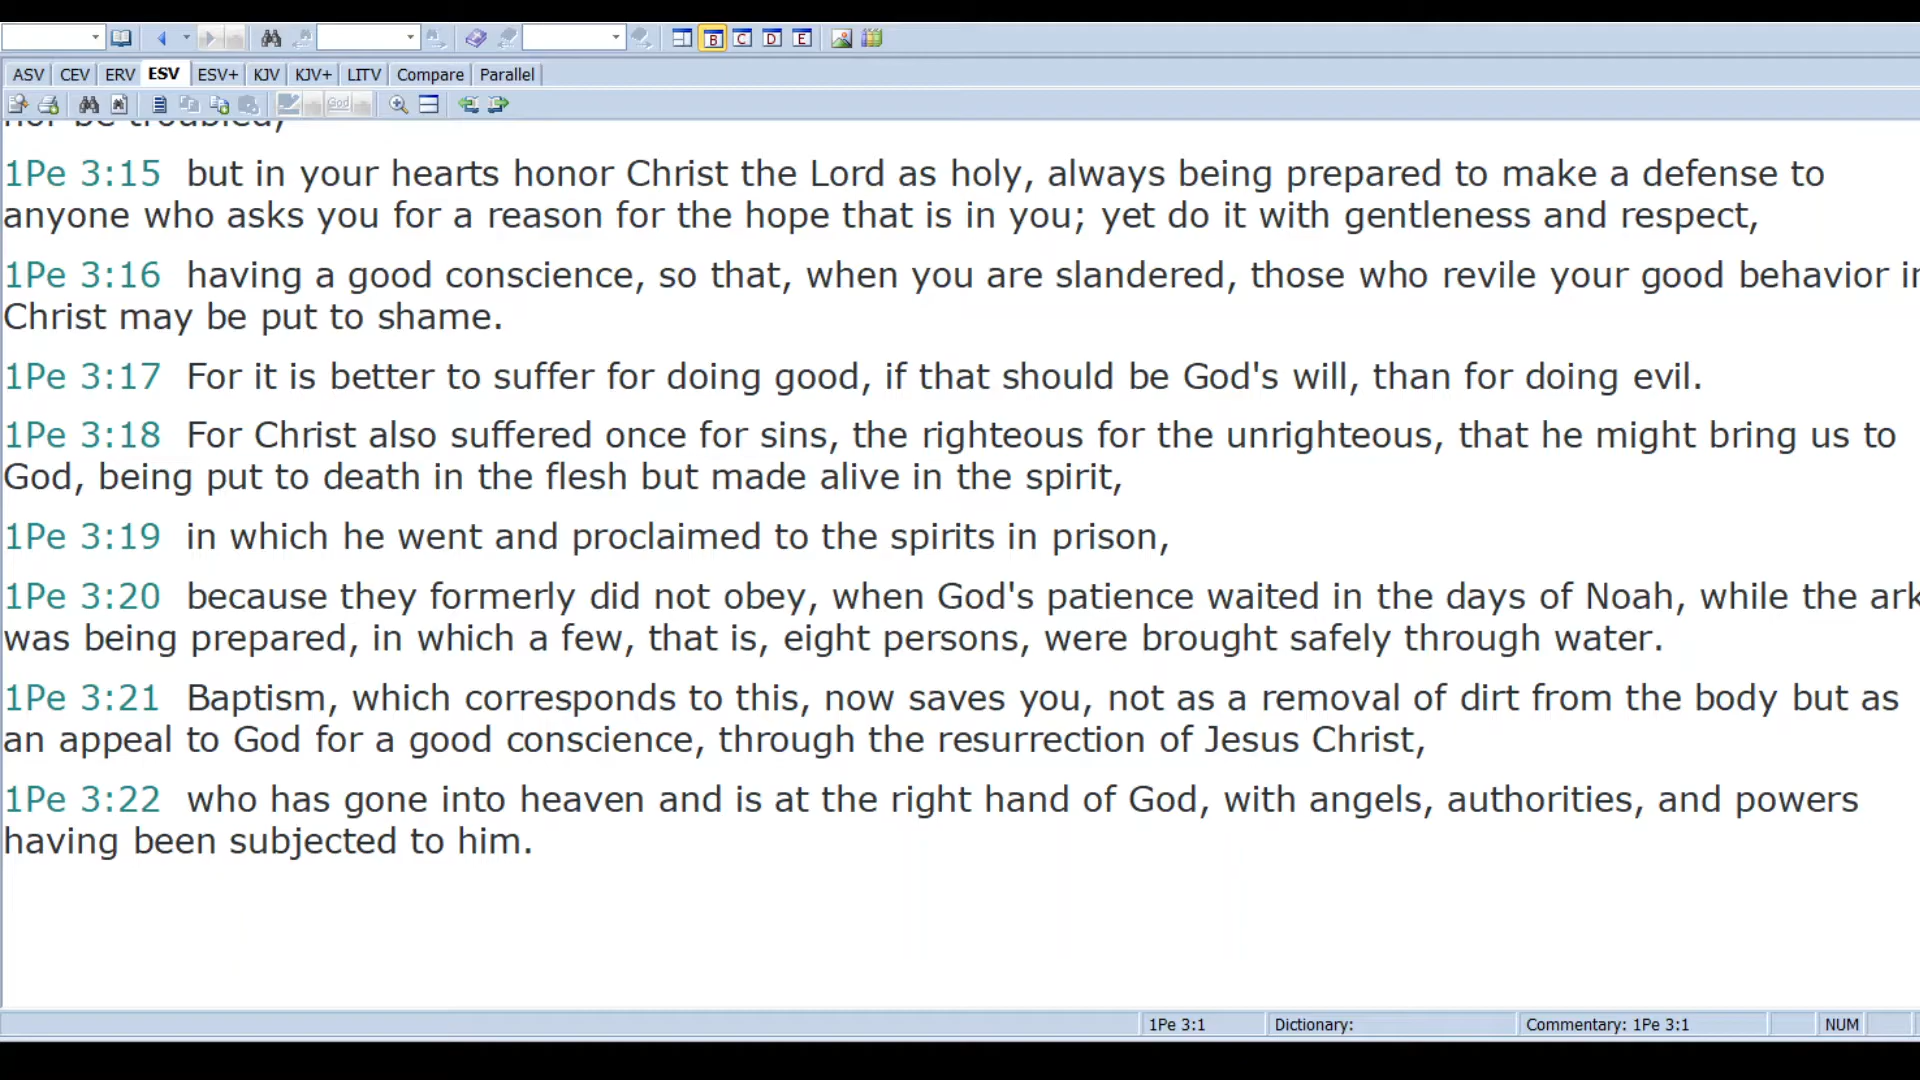 B C D E
ASV CEV ERV ESV ESV+ KJV KJV+ LITV Compare Parallel
God
nor be troubled,
1Pe 3:15 but in your hearts honor Christ the Lord as holy, always being prepared to make a defense to
anyone who asks you for a reason for the hope that is in you; yet do it with gentleness and respect,
1Pe 3:16 having a good conscience, so that, when you are slandered, those who revile your good behavior in
Christ may be put to shame.
1Pe 3:17 For it is better to suffer for doing good, if that should be God's will, than for doing evil.
1Pe 3:18 For Christ also suffered once for sins, the righteous for the unrighteous, that he might bring us to
God, being put to death in the flesh but made alive in the spirit,
1Pe 3:19 in which he went and proclaimed to the spirits in prison,
1Pe 3:20 because they formerly did not obey, when God's patience waited in the days of Noah, while the ark
was being prepared, in which a few, that is, eight persons, were brought safely through water.
1Pe 3:21 Baptism, which corresponds to this, now saves you, not as a removal of dirt from the body but as
an appeal to God for a good conscience, through the resurrection of Jesus Christ,
1Pe 3:22 who has gone into heaven and is at the right hand of God, with angels, authorities, and powers
having been subjected to him.
1Pe 3:1 Dictionary: Commentary: 1Pe 3:1 NUM